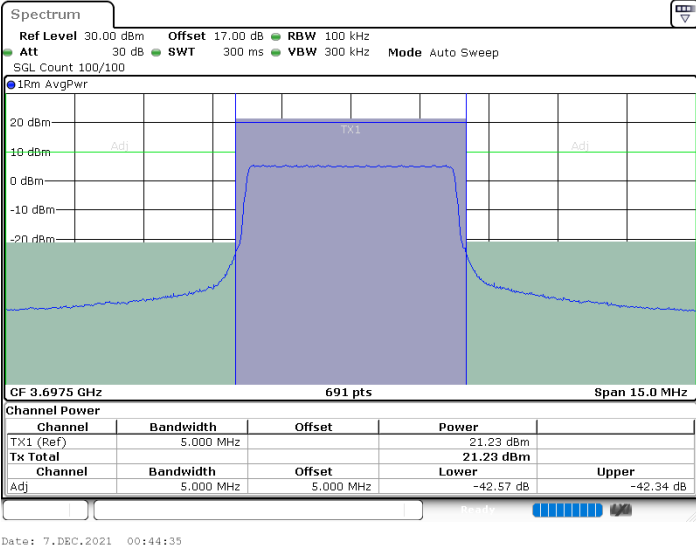 Spectrum
Ref Level 30.00 dBm Offset 17.00 dB RBW 100 kHz
Att 30 dB SWT 300 ms VBW 300 kHz Mode Auto Sweep
SGL Count 100/100
1Rm AvgPwr
20 dBm
TX1
Adj Adj
10 dBm
0 dBm
-10 dBm
-20 dBm
CF 3.6975 GHz 691 pts Span 15.0 MHz
Channel Power
Channel Bandwidth Offset Power
TX1 (Ref) 5.000 MHz 21.23 dBm
Tx Total 21.23 dBm
Channel Bandwidth Offset Lower Upper
Adj 5.000 MHz 5.000 MHz -42.57 dB -42.34 dB
Ready
Date: 7.DEC.2021 00:44:35